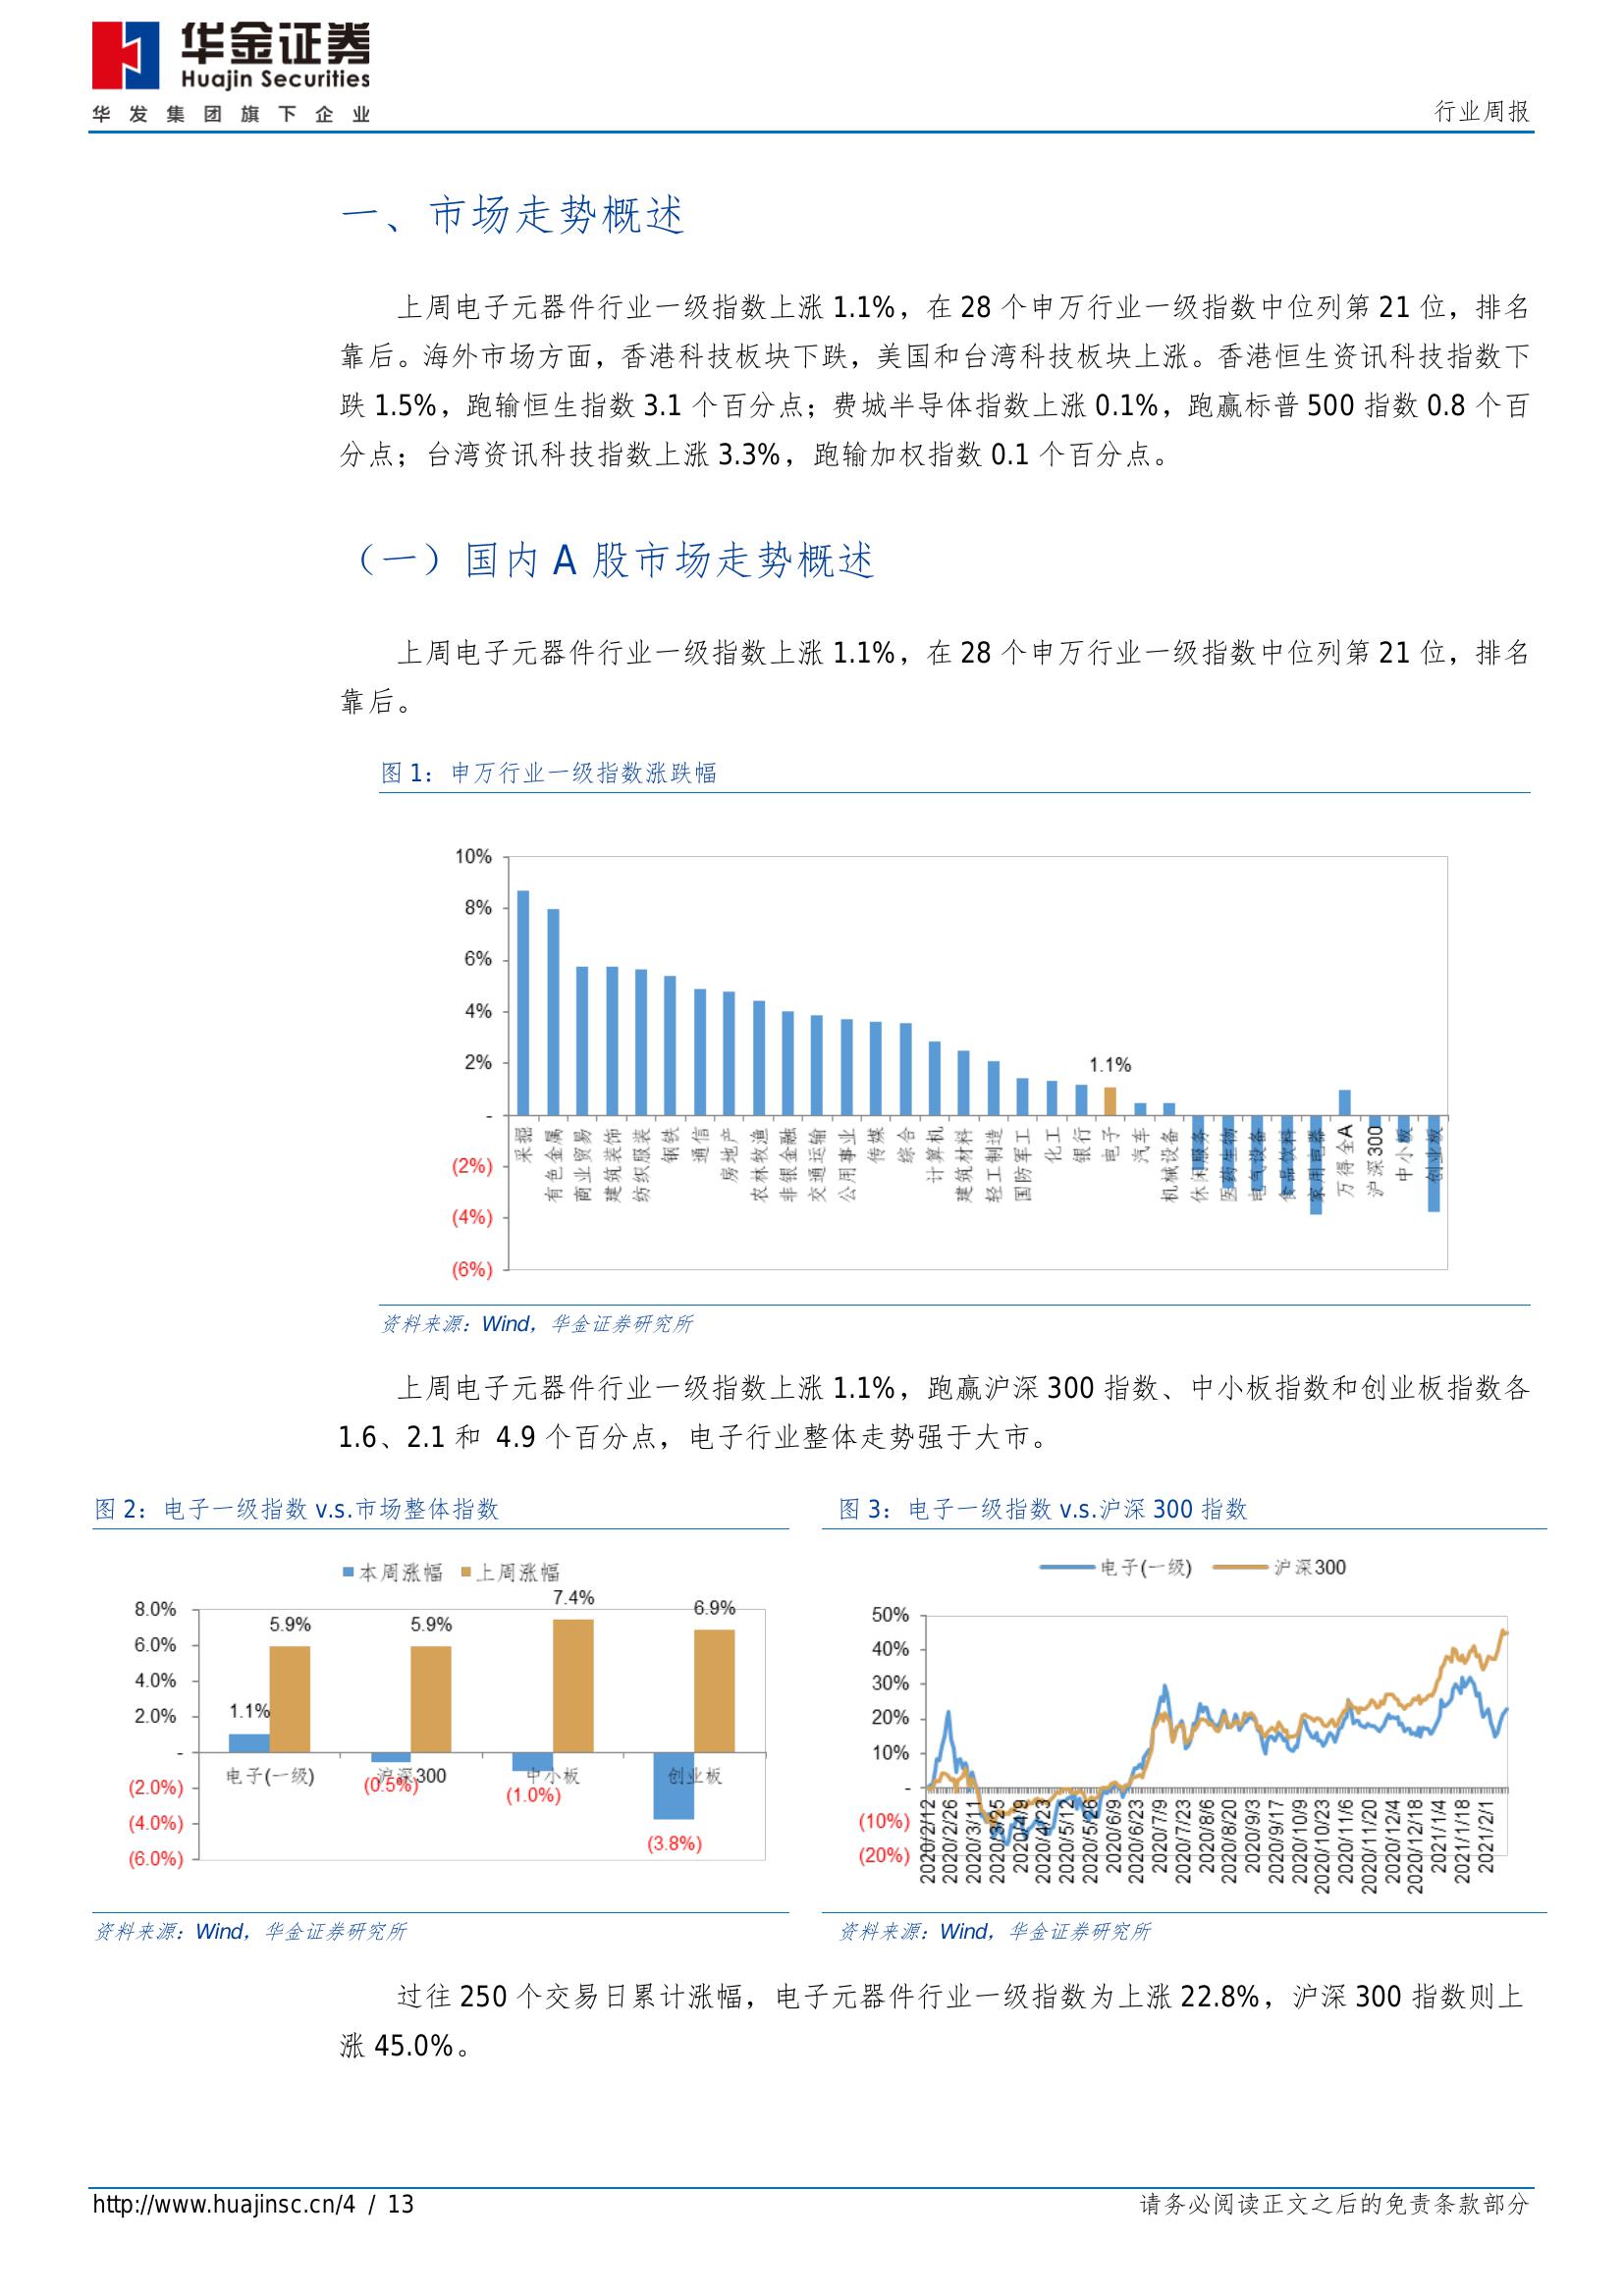 华金证券
Huajin Securities
华发集团旗下企业
行业周报
一、市场走势概述
上周电子元器件行业一级指数上涨 1.1%，在 28 个申万行业一级指数中位列第 21 位，排名
靠后。海外市场方面，香港科技板块下跌，美国和台湾科技板块上涨。香港恒生资讯科技指数下
跌 1.5%，跑输恒生指数 3.1 个百分点；费城半导体指数上涨 0.1%，跑赢标普 500 指数 0.8 个百
分点；台湾资讯科技指数上涨 3.3%，跑输加权指数 0.1 个百分点。
（一）国内 A 股市场走势概述
上周电子元器件行业一级指数上涨 1.1%，在 28 个申万行业一级指数中位列第 21 位，排名
靠后。
图 1：申万行业一级指数涨跌幅
10%
8%
6%
4%
2%
-
(2%)
(4%)
(6%)
1.1%
采掘
有色金属
商业贸易
建筑装饰
纺织服装
钢铁
通信
房地产
农林牧渔
非银金融
交通运输
公用事业
传媒
综合
计算机
建筑材料
轻工制造
国防军工
化工
银行
电子
汽车
机械设备
休闲服务
医药生物
电气设备
食品饮料
家用电器
万得全A
沪深300
中小板
创业板
资料来源：Wind，华金证券研究所
上周电子元器件行业一级指数上涨 1.1%，跑赢沪深 300 指数、中小板指数和创业板指数各
1.6、2.1 和 4.9 个百分点，电子行业整体走势强于大市。
图 2：电子一级指数 v.s.市场整体指数
本周涨幅 上周涨幅
8.0%
6.0%
4.0%
2.0%
-
(2.0%)
(4.0%)
(6.0%)
1.1%
5.9%
(0.5%)
5.9%
(1.0%)
7.4%
(3.8%)
6.9%
电子(一级)
沪深300
中小板
创业板
资料来源：Wind，华金证券研究所
图 3：电子一级指数 v.s.沪深 300 指数
电子(一级) 沪深300
50%
40%
30%
20%
10%
-
(10%)
(20%)
2020/2/12
2020/2/26
2020/3/11
2020/3/25
2020/4/9
2020/4/23
2020/5/12
2020/5/26
2020/6/9
2020/6/23
2020/7/9
2020/7/23
2020/8/6
2020/8/20
2020/9/3
2020/9/17
2020/10/9
2020/10/23
2020/11/6
2020/11/20
2020/12/4
2020/12/18
2021/1/4
2021/1/18
2021/2/1
资料来源：Wind，华金证券研究所
过往 250 个交易日累计涨幅，电子元器件行业一级指数为上涨 22.8%，沪深 300 指数则上
涨 45.0%。
http://www.huajinsc.cn/4 / 13
请务必阅读正文之后的免责条款部分